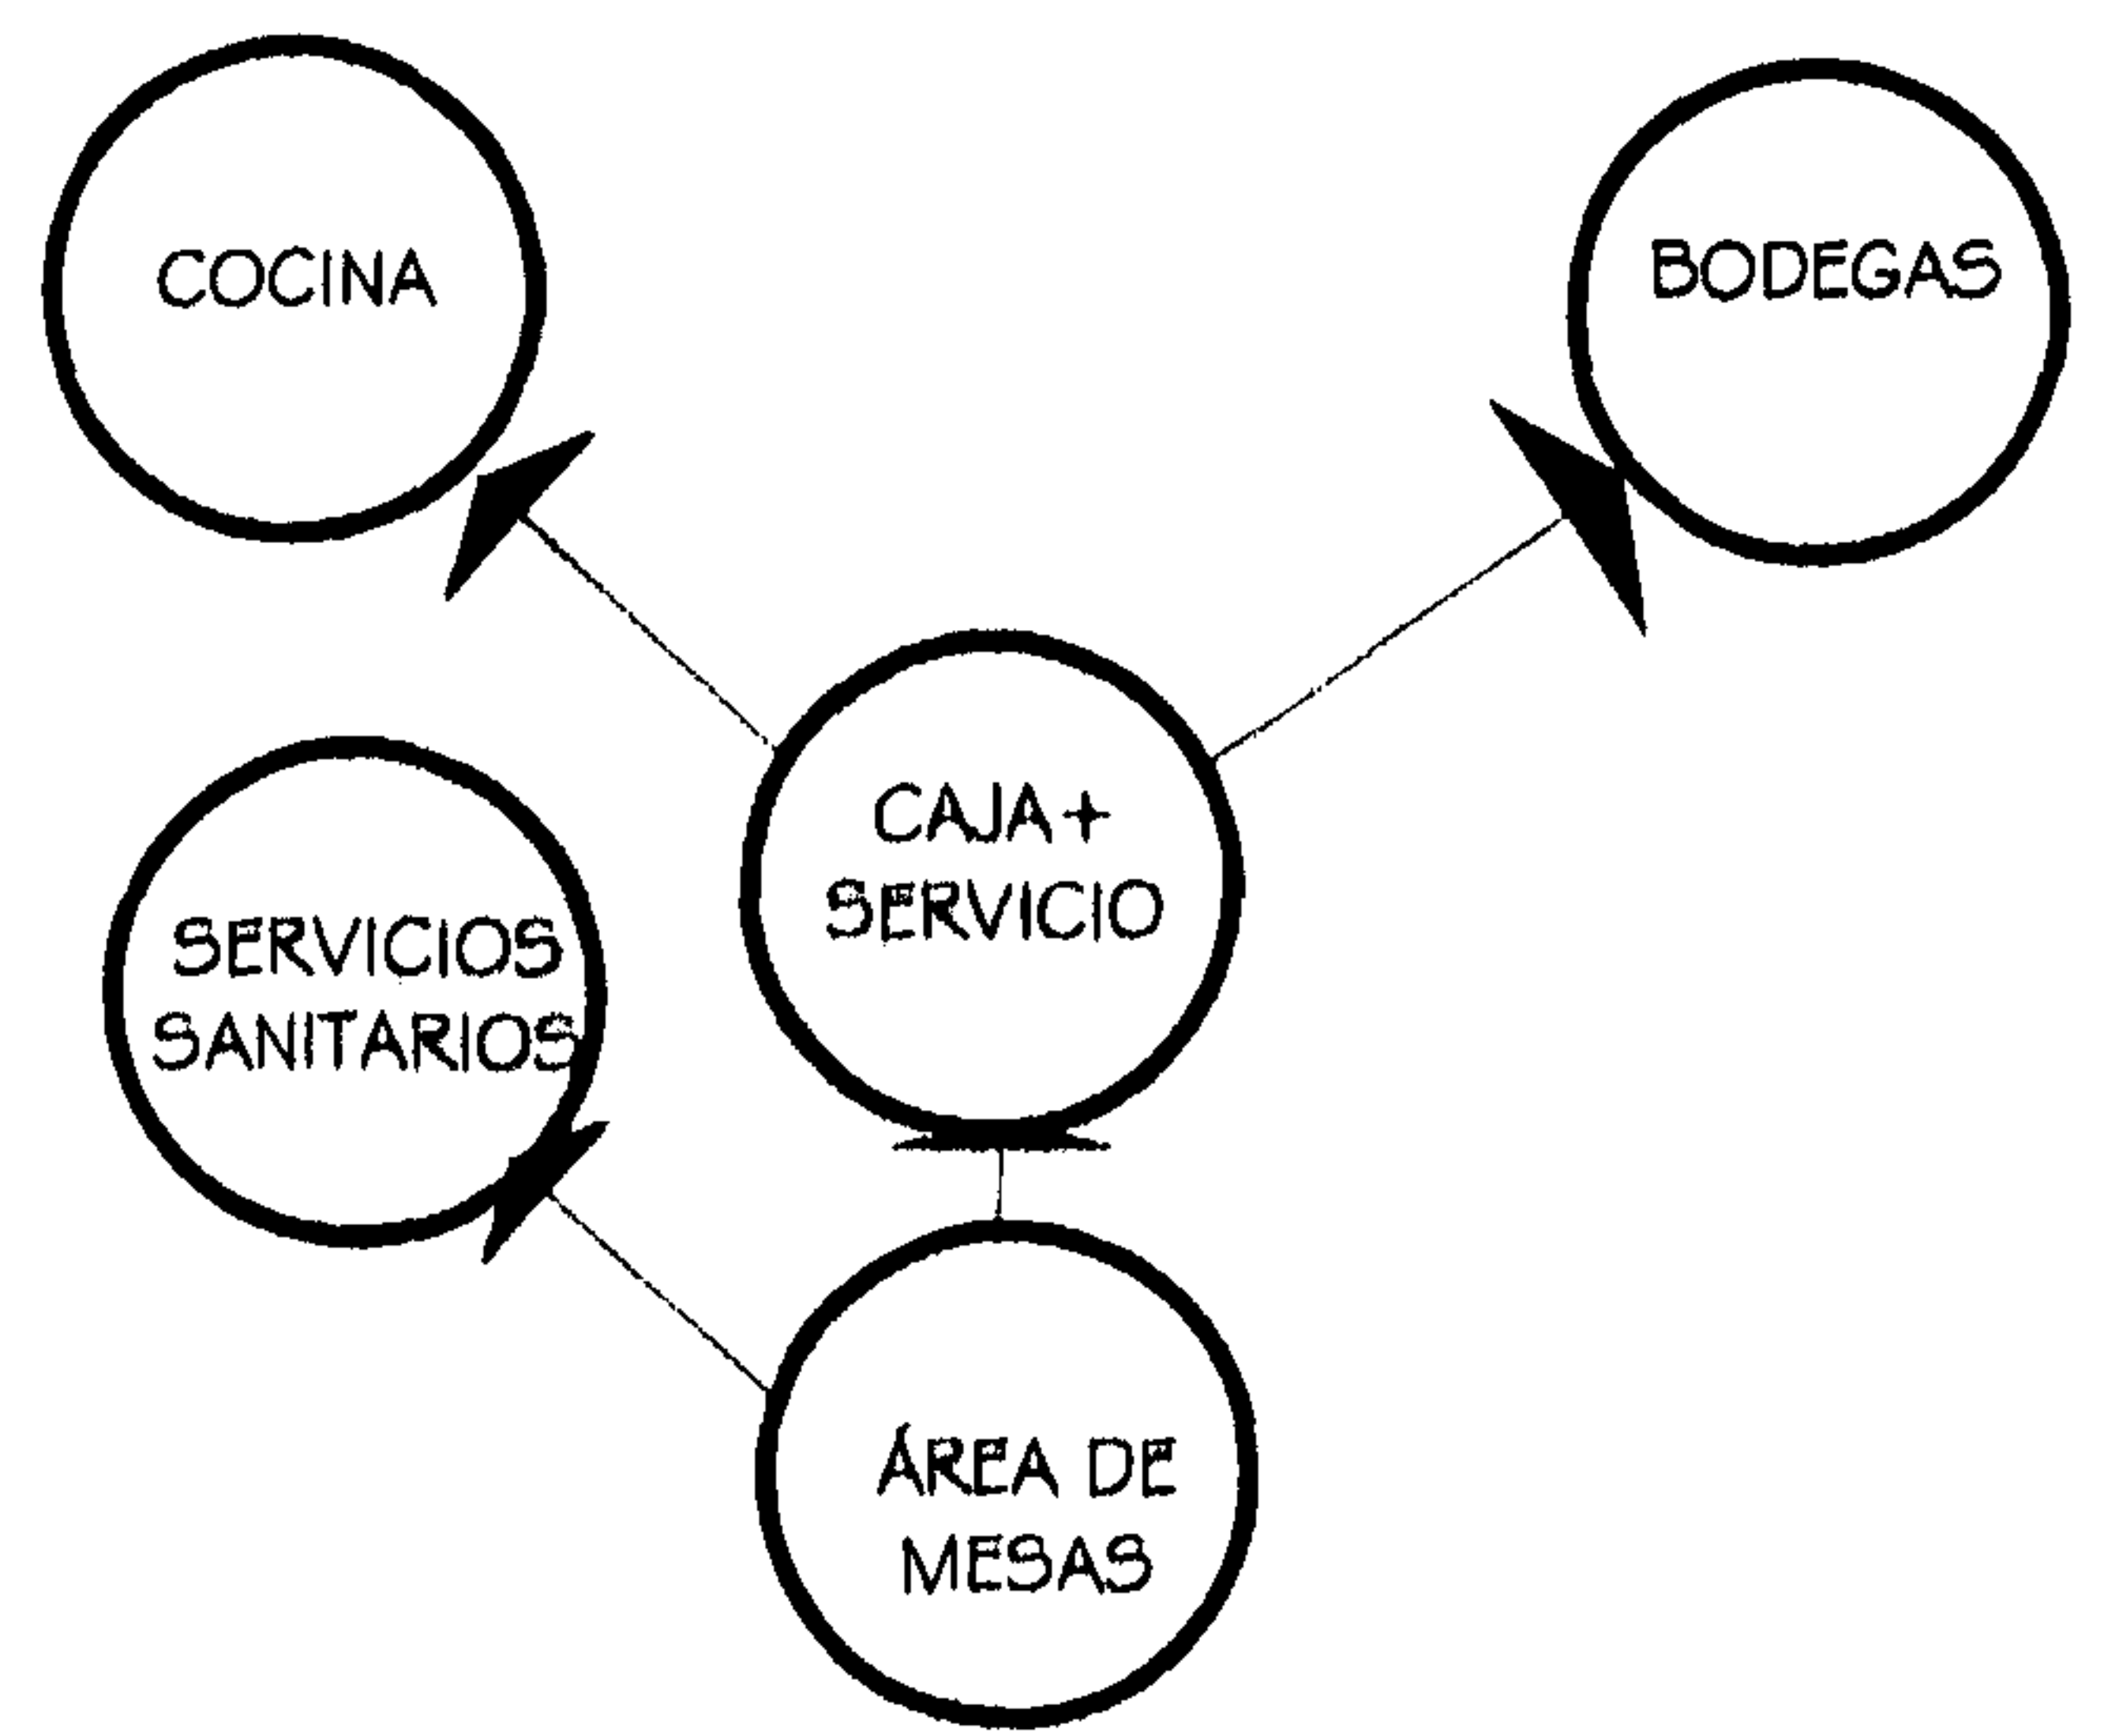 COCINA
BODEGAS
CAJA+
SERVICIO
SERVICIOS
SANITARIOS
ÁREA DE
MESAS